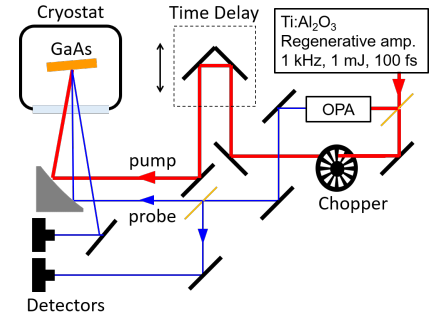 Cryostat
GaAs
Time Delay
Ti:Al₂O₃
Regenerative amp.
1 kHz, 1 mJ, 100 fs
OPA
pump
probe
Chopper
Detectors